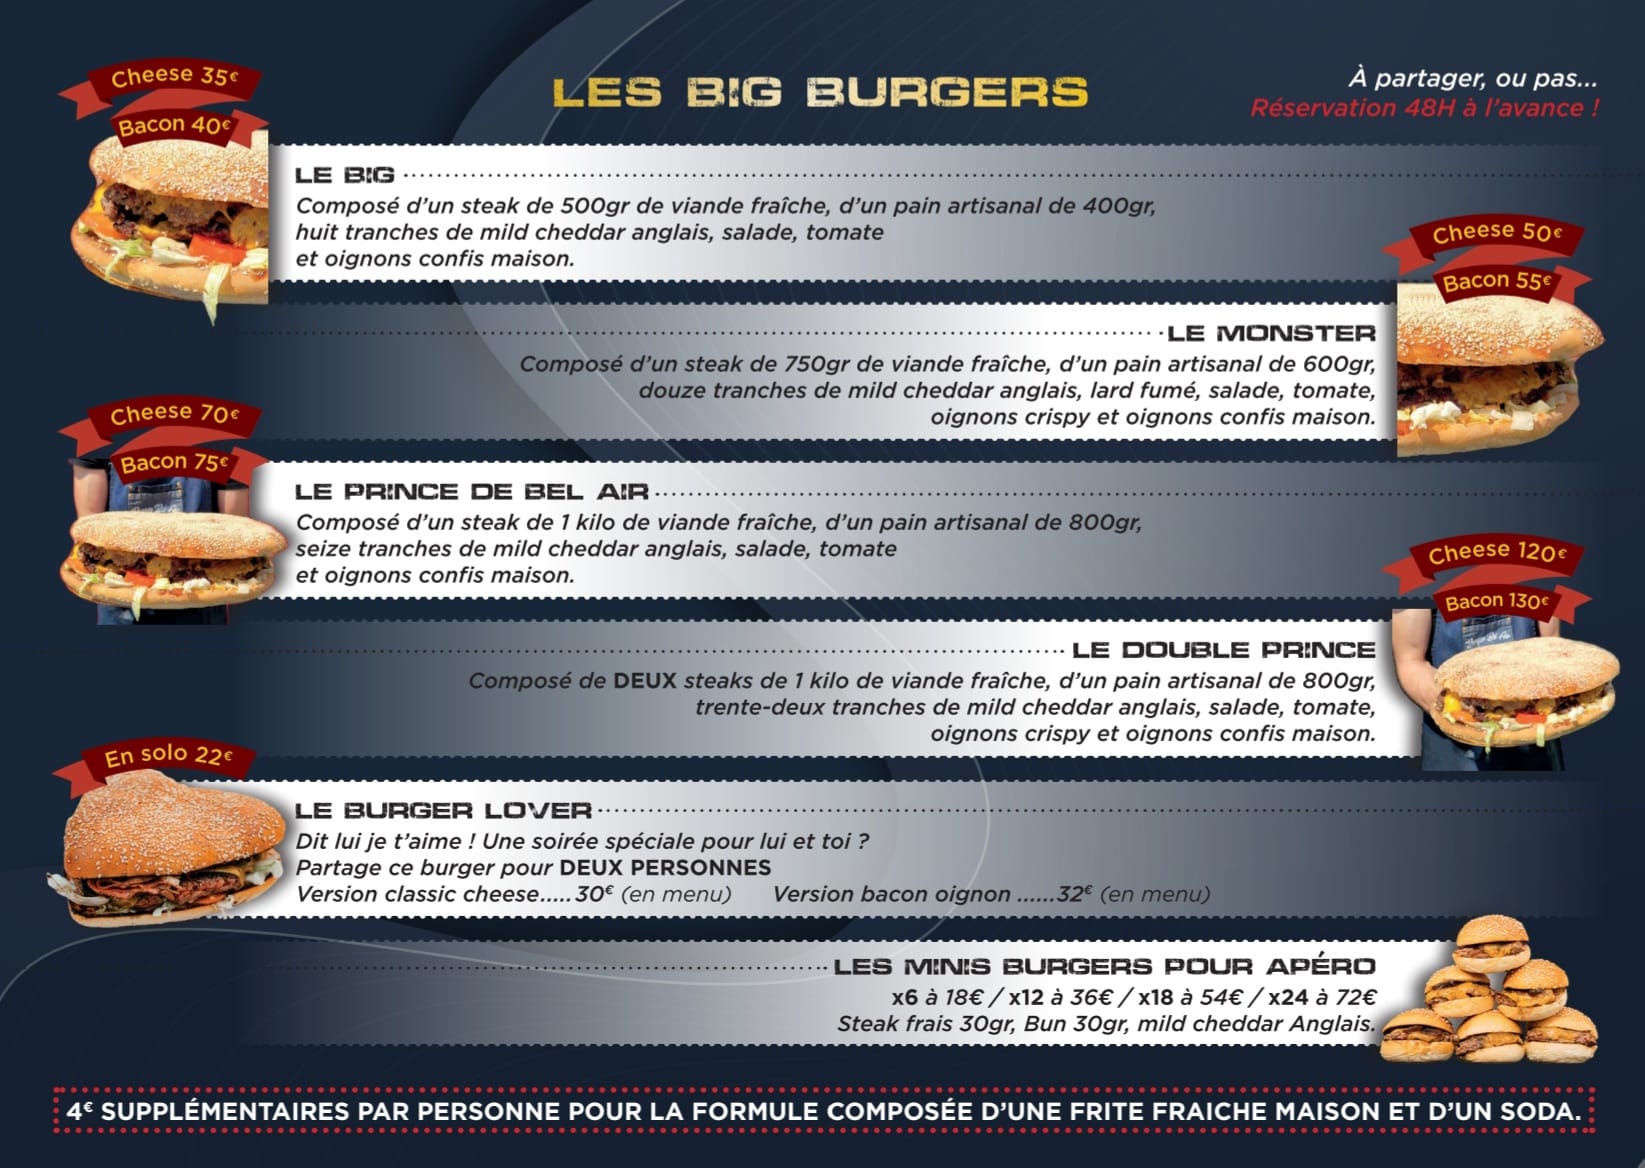 LES BIG BURGERS
À partager, ou pas...
Réservation 48H à l'avance !
Cheese 35€
Bacon 40€
LE BIG
Composé d'un steak de 500gr de viande fraîche, d'un pain artisanal de 400gr,
huit tranches de mild cheddar anglais, salade, tomate
et oignons confis maison.
Cheese 50€
Bacon 55€
LE MONSTER
Composé d'un steak de 750gr de viande fraîche, d'un pain artisanal de 600gr,
douze tranches de mild cheddar anglais, lard fumé, salade, tomate,
oignons crispy et oignons confis maison.
Cheese 70€
Bacon 75€
LE PRINCE DE BEL AIR
Composé d'un steak de 1 kilo de viande fraîche, d'un pain artisanal de 800gr,
seize tranches de mild cheddar anglais, salade, tomate
et oignons confis maison.
Cheese 120€
Bacon 130€
LE DOUBLE PRINCE
Composé de DEUX steaks de 1 kilo de viande fraîche, d'un pain artisanal de 800gr,
trente-deux tranches de mild cheddar anglais, salade, tomate,
oignons crispy et oignons confis maison.
En solo 22€
LE BURGER LOVER
Dit lui je t'aime ! Une soirée spéciale pour lui et toi ?
Partage ce burger pour DEUX PERSONNES
Version classic cheese.....30€ (en menu) Version bacon oignon ......32€ (en menu)
LES MINIS BURGERS POUR APÉRO
x6 à 18€ / x12 à 36€ / x18 à 54€ / x24 à 72€
Steak frais 30gr, Bun 30gr, mild cheddar Anglais.
4€ SUPPLÉMENTAIRES PAR PERSONNE POUR LA FORMULE COMPOSÉE D'UNE FRITE FRAICHE MAISON ET D'UN SODA.